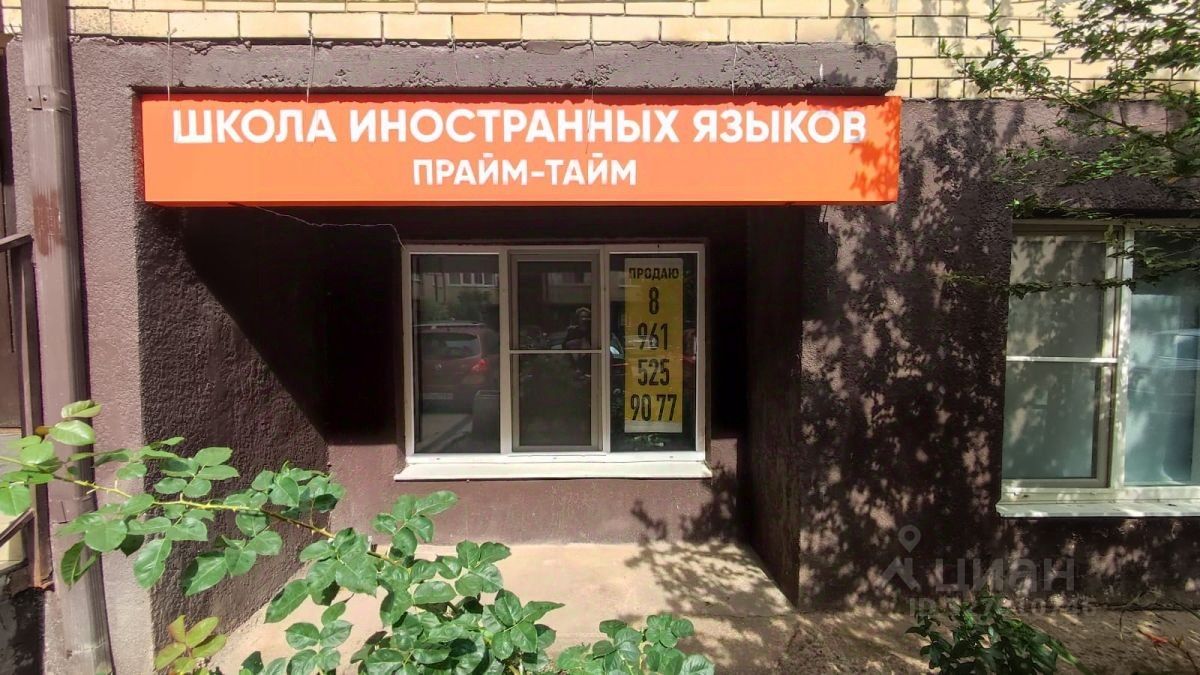 ШКОЛА ИНОСТРАННЫХ ЯЗЫКОВ
ПРАЙМ-ТАЙМ
ПРОДАЮ
8
961
525
90 77
циан